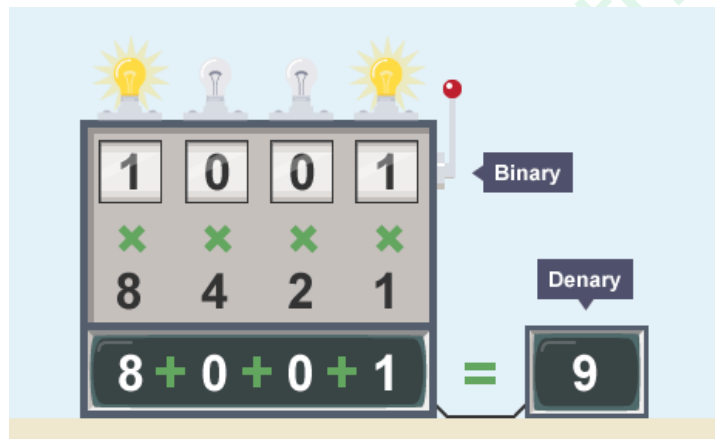 1 0 0 1
Binary
× × × ×
8 4 2 1
Denary
8 + 0 + 0 + 1 = 9